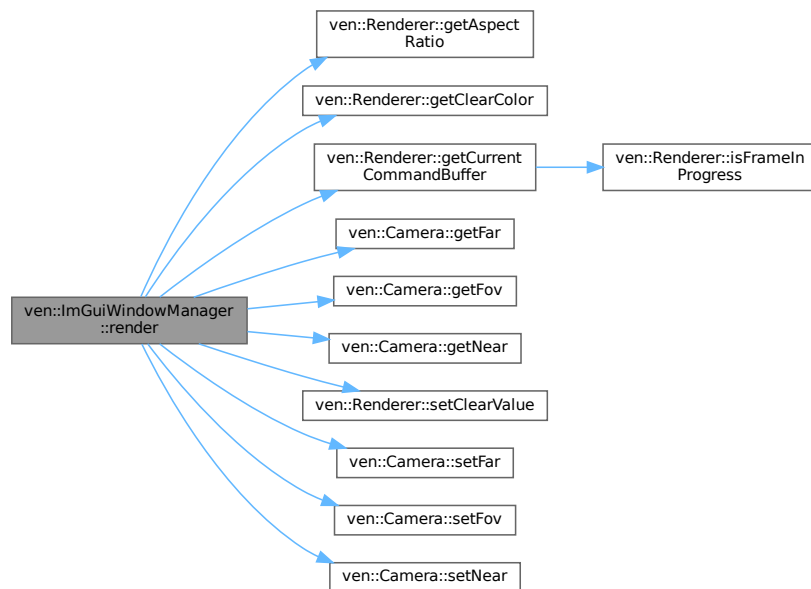 ven::Renderer::getAspect
Ratio
ven::Renderer::getClearColor
ven::Renderer::getCurrent
CommandBuffer
ven::Renderer::isFrameIn
Progress
ven::Camera::getFar
ven::Camera::getFov
ven::ImGuiWindowManager
::render
ven::Camera::getNear
ven::Renderer::setClearValue
ven::Camera::setFar
ven::Camera::setFov
ven::Camera::setNear